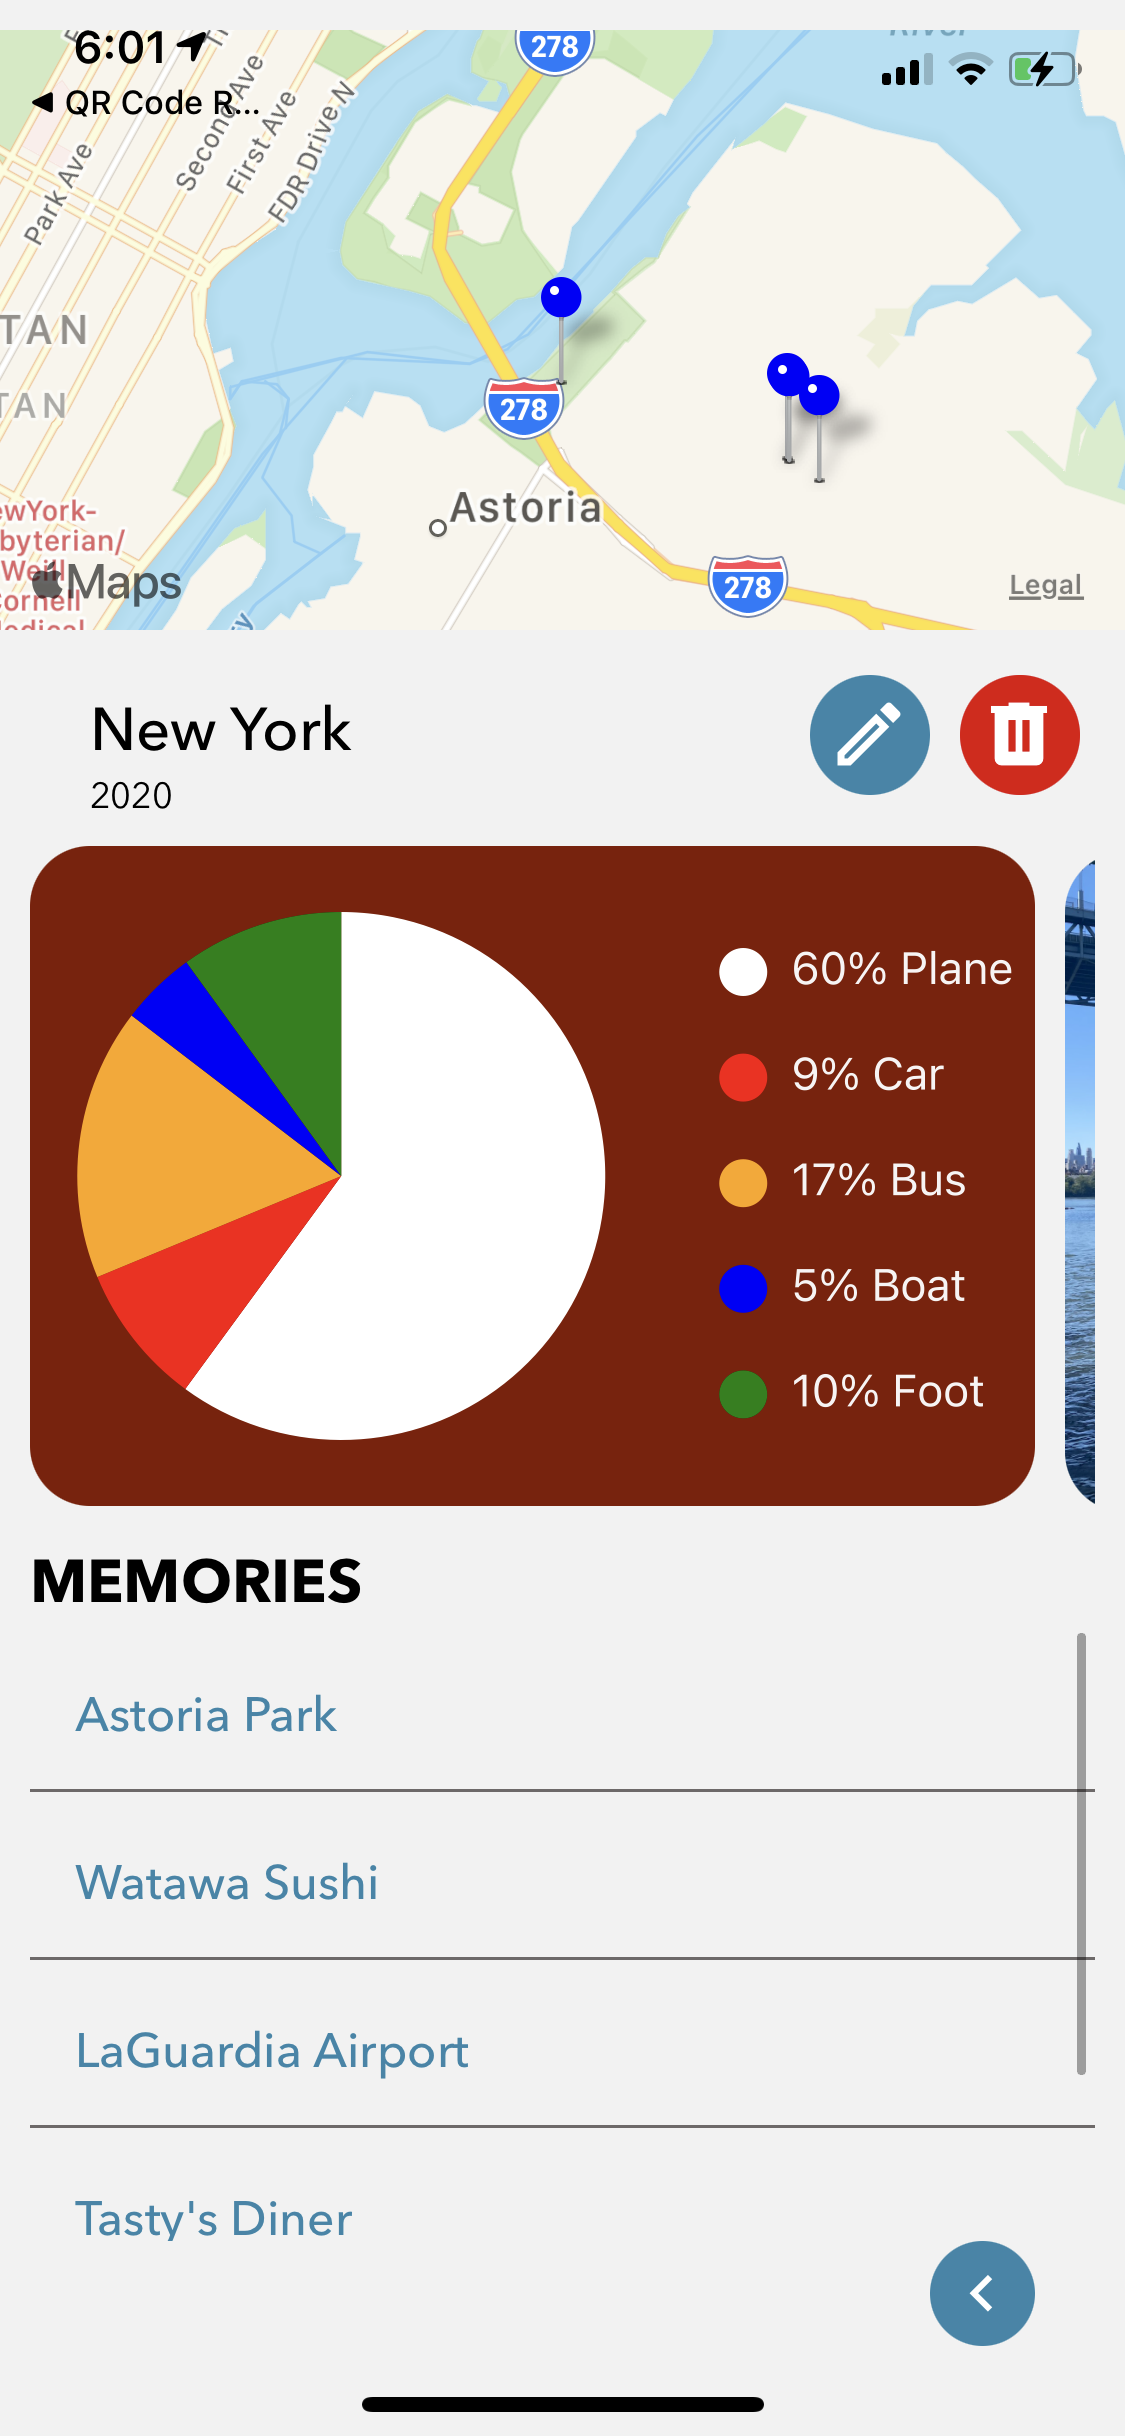 278
6:01
QR Code R...
Second Ave
First Ave
FDR Drive N
Park Ave
TAN
TAN
278
Astoria
ewYork-
byterian/
Weill
Cornell
Maps
278
Legal
New York
2020
60% Plane
9% Car
17% Bus
5% Boat
10% Foot
MEMORIES
Astoria Park
Watawa Sushi
LaGuardia Airport
Tasty's Diner